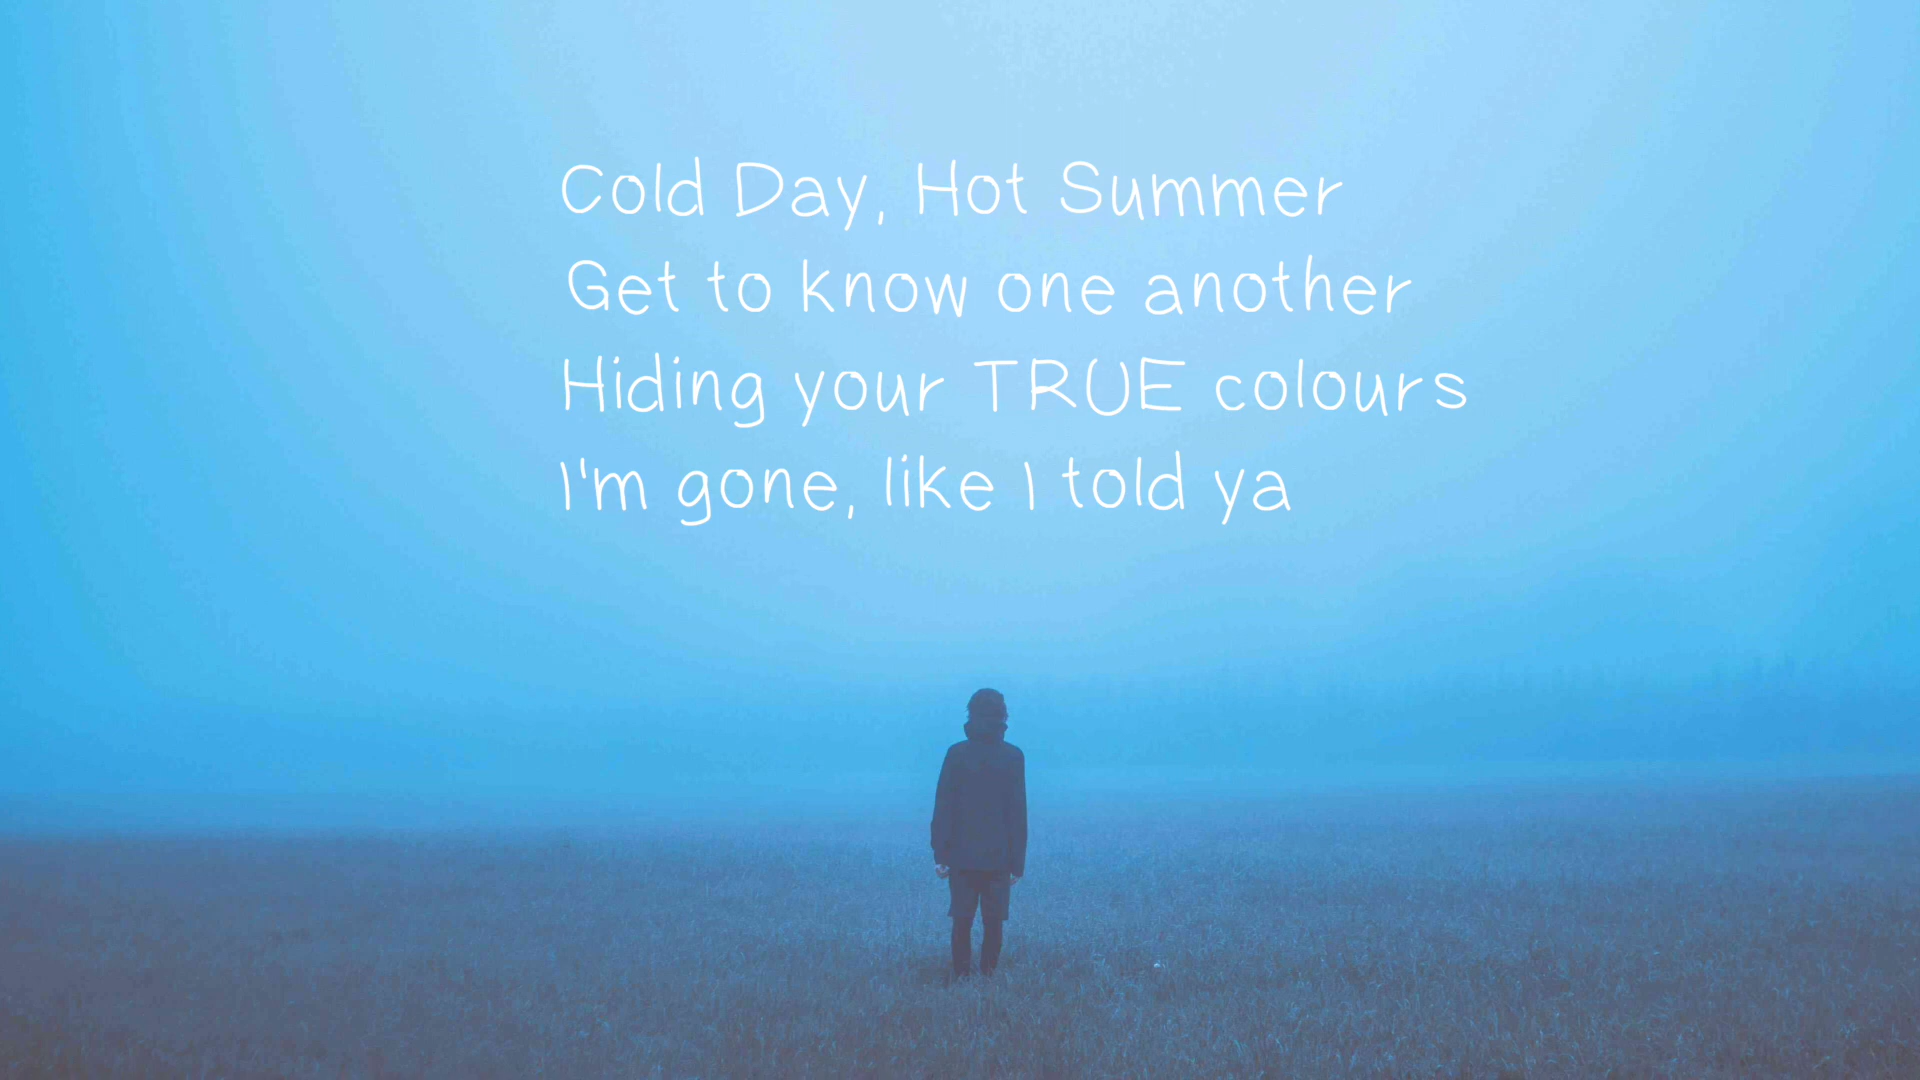 Cold Day, Hot Summer
Get to know one another
Hiding your TRUE colours
I'm gone, like I told ya